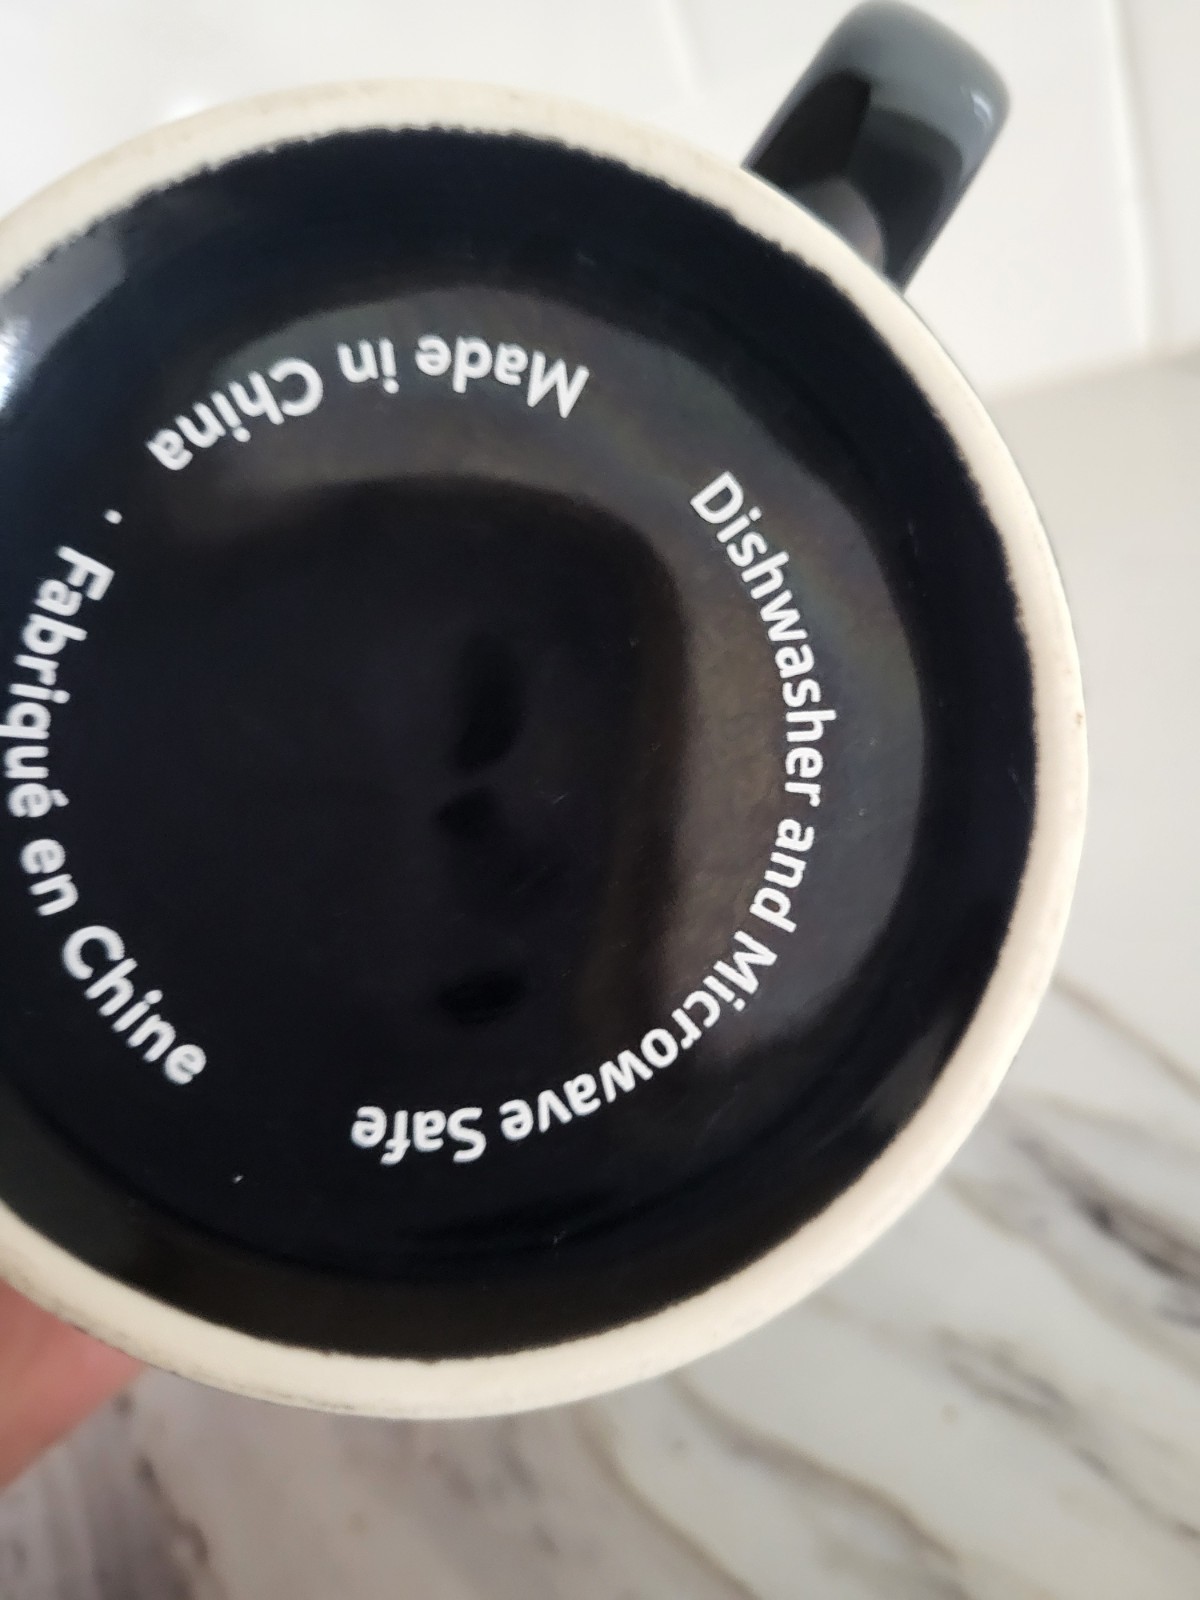 Dishwasher and Microwave Safe
Made in China · Fabriqué en Chine